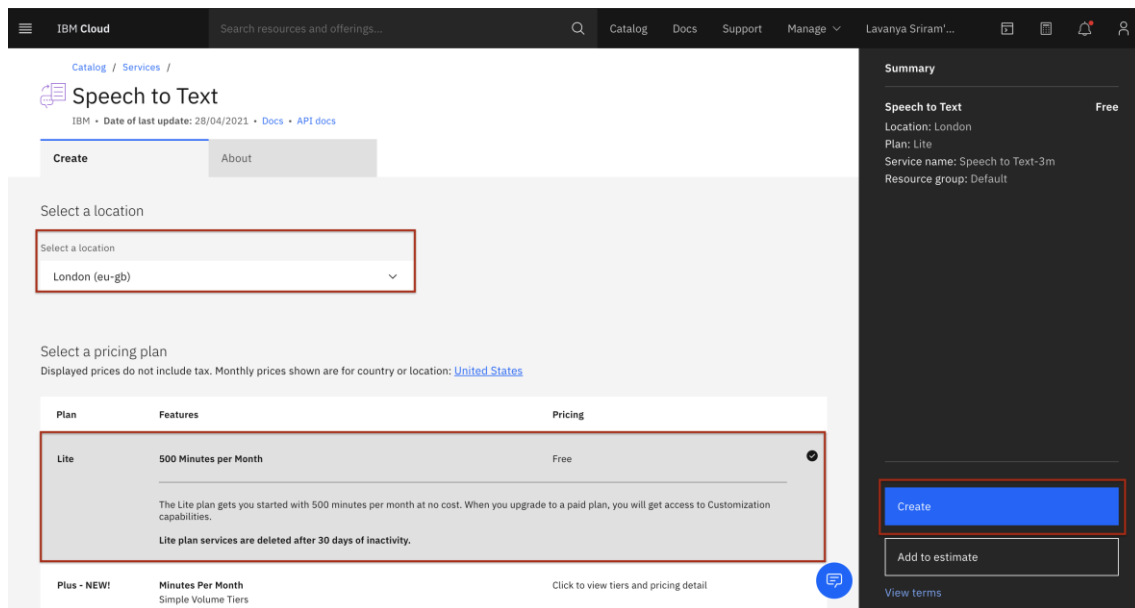 IBM Cloud
Search resources and offerings...
Catalog
Docs
Support
Manage
Lavanya Sriram'...
Catalog / Services /
Speech to Text
IBM • Date of last update: 28/04/2021 • Docs • API docs
Create
About
Select a location
Select a location
London (eu-gb)
Select a pricing plan
Displayed prices do not include tax. Monthly prices shown are for country or location: United States
Plan Features Pricing
Lite 500 Minutes per Month Free
The Lite plan gets you started with 500 minutes per month at no cost. When you upgrade to a paid plan, you will get access to Customization
capabilities.
Lite plan services are deleted after 30 days of inactivity.
Plus - NEW! Minutes Per Month Click to view tiers and pricing detail
Simple Volume Tiers
Summary
Speech to Text Free
Location: London
Plan: Lite
Service name: Speech to Text-3m
Resource group: Default
Create
Add to estimate
View terms